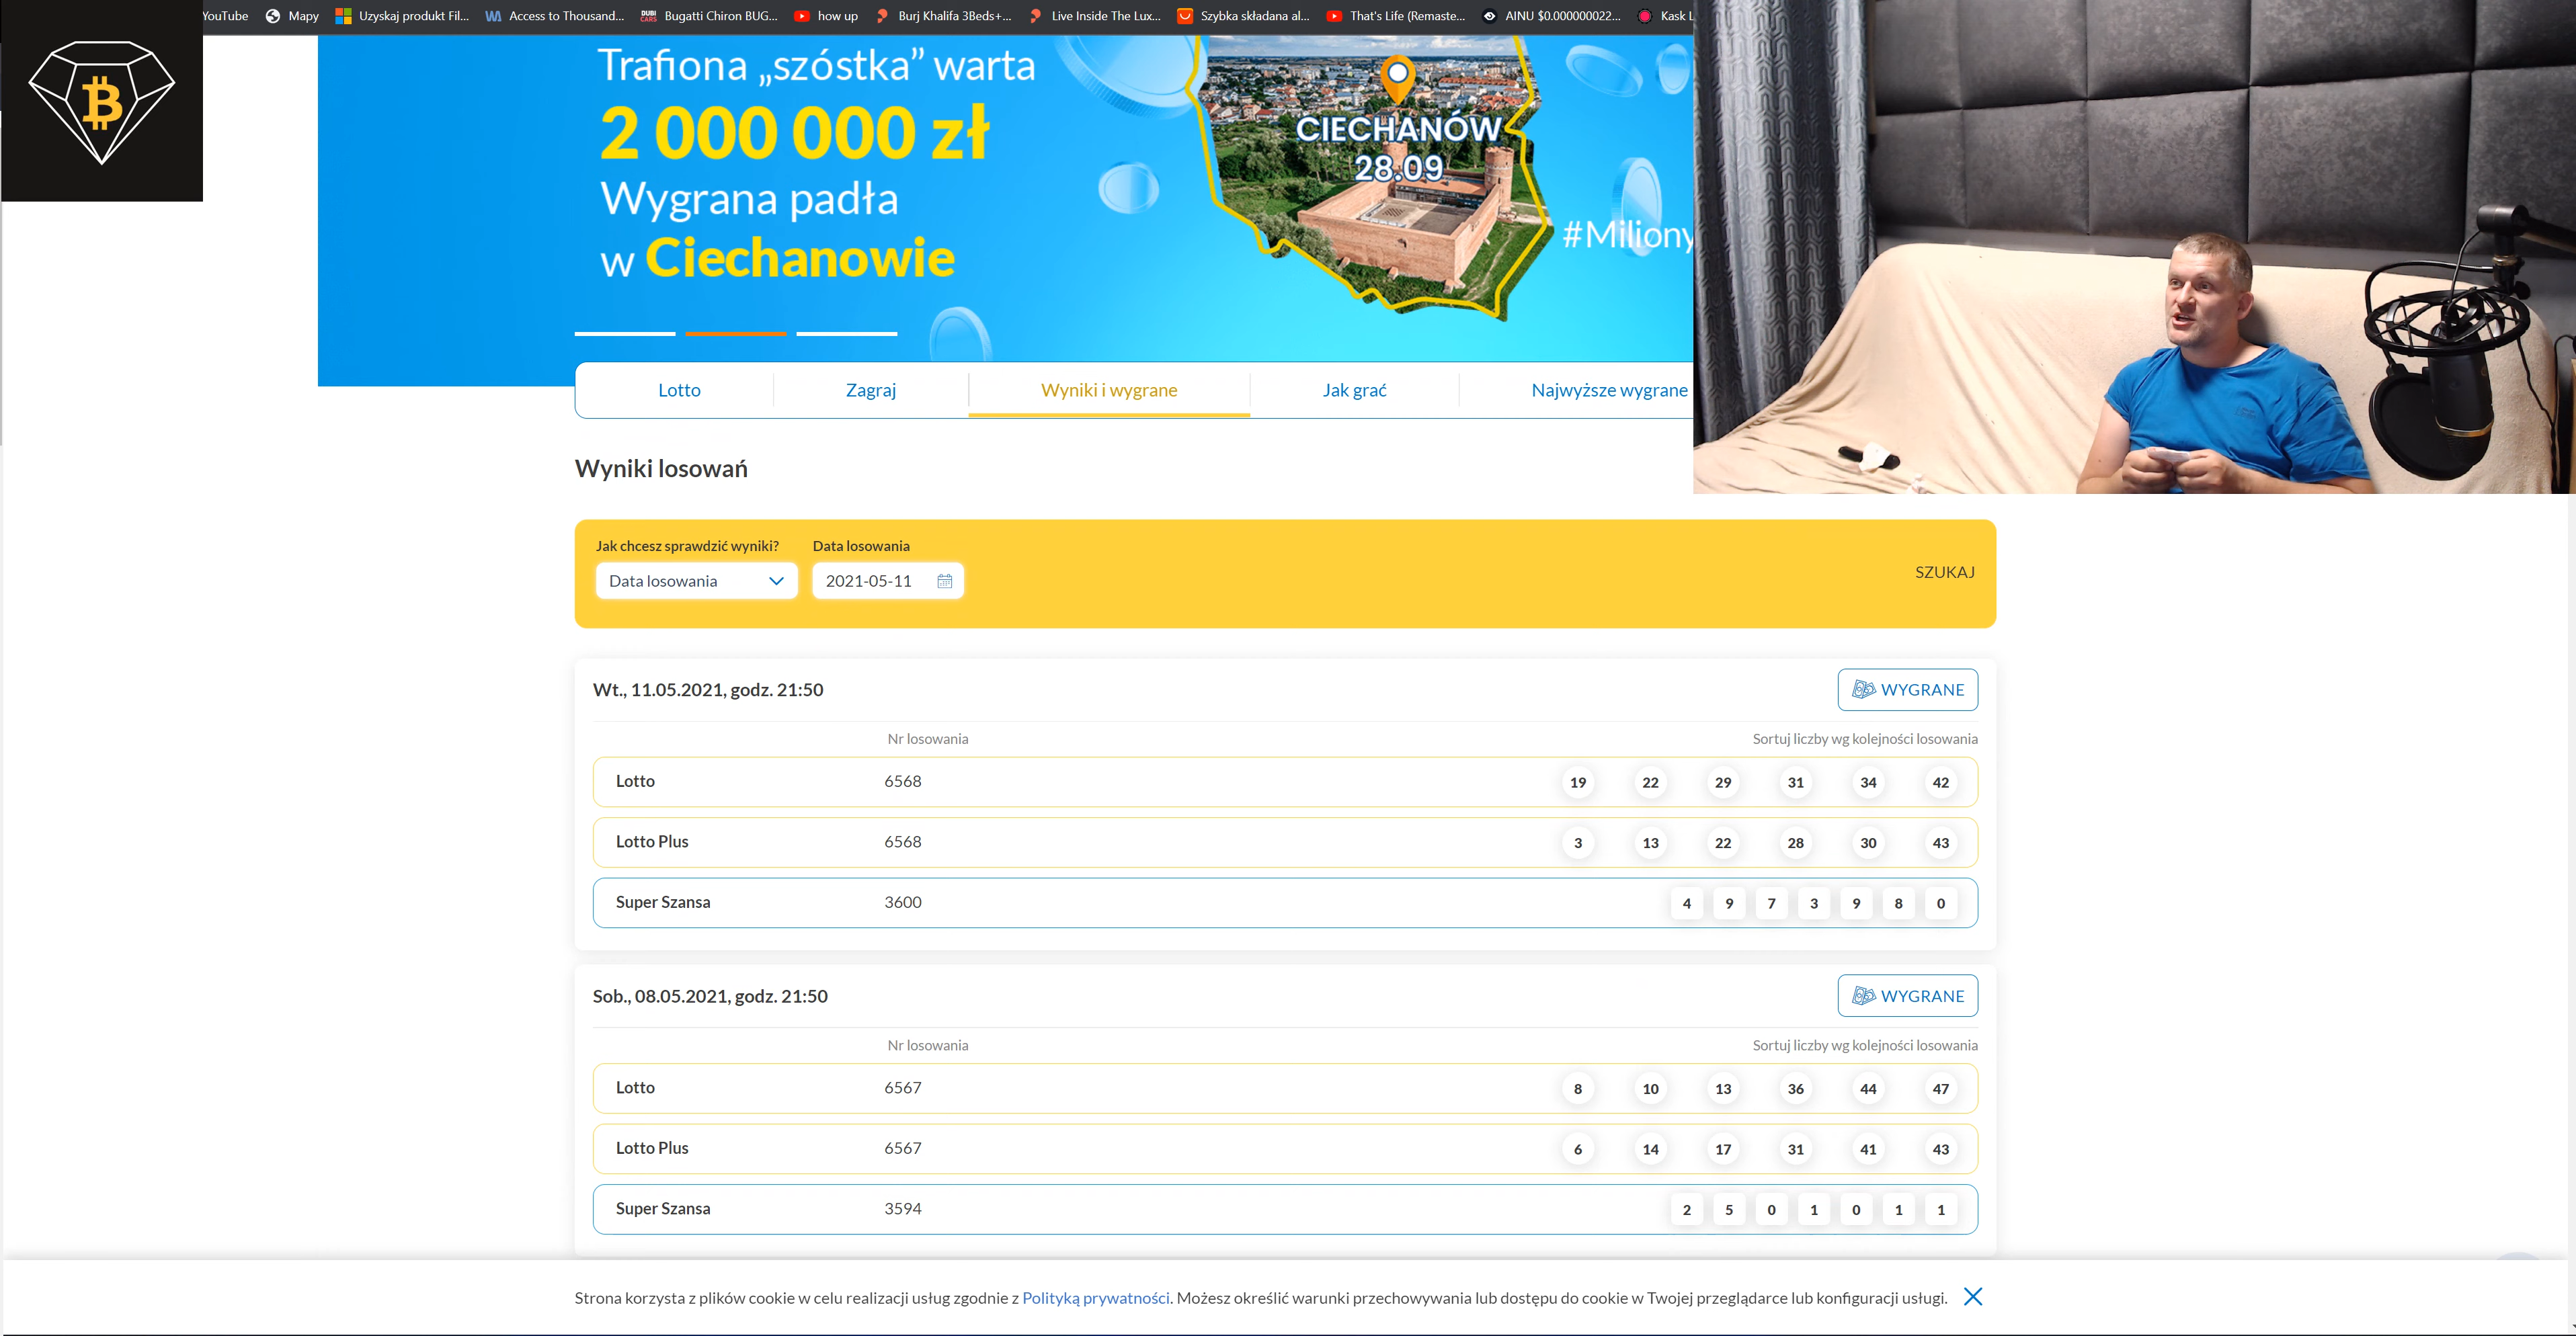 YouTube Mapy Uzyskaj produkt Fil... Access to Thousand... DUBI CARS Bugatti Chiron BUG... how up Burj Khalifa 3Beds+... Live Inside The Lux... Szybka składana al... That's Life (Remaste... AINU $0.000000022... Kask L
Trafiona „szóstka” warta
2 000 000 zł
Wygrana padła
w Ciechanowie
CIECHANÓW
28.09
#Miliony
Lotto Zagraj Wyniki i wygrane Jak grać Najwyższe wygrane
Wyniki losowań
Jak chcesz sprawdzić wyniki? Data losowania
Data losowania 2021-05-11
SZUKAJ
Wt., 11.05.2021, godz. 21:50 WYGRANE
Nr losowania Sortuj liczby wg kolejności losowania
Lotto 6568 19 22 29 31 34 42
Lotto Plus 6568 3 13 22 28 30 43
Super Szansa 3600 4 9 7 3 9 8 0
Sob., 08.05.2021, godz. 21:50 WYGRANE
Nr losowania Sortuj liczby wg kolejności losowania
Lotto 6567 8 10 13 36 44 47
Lotto Plus 6567 6 14 17 31 41 43
Super Szansa 3594 2 5 0 1 0 1 1
Strona korzysta z plików cookie w celu realizacji usług zgodnie z Polityką prywatności. Możesz określić warunki przechowywania lub dostępu do cookie w Twojej przeglądarce lub konfiguracji usługi.